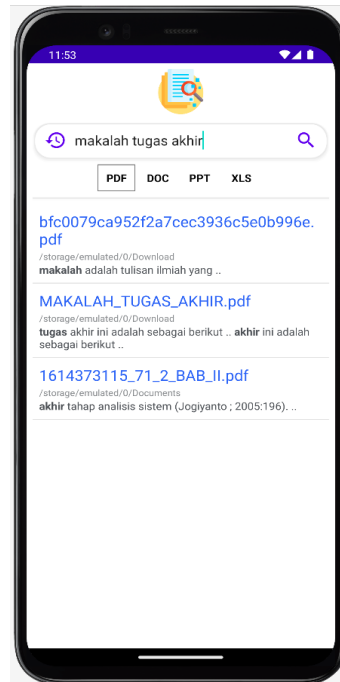 11:53
makalah tugas akhir
PDF DOC PPT XLS
bfc0079ca952f2a7cec3936c5e0b996e.
pdf
/storage/emulated/0/Download
makalah adalah tulisan ilmiah yang ..
MAKALAH_TUGAS_AKHIR.pdf
/storage/emulated/0/Download
tugas akhir ini adalah sebagai berikut .. akhir ini adalah
sebagai berikut ..
1614373115_71_2_BAB_II.pdf
/storage/emulated/0/Documents
akhir tahap analisis sistem (Jogiyanto ; 2005:196). ..